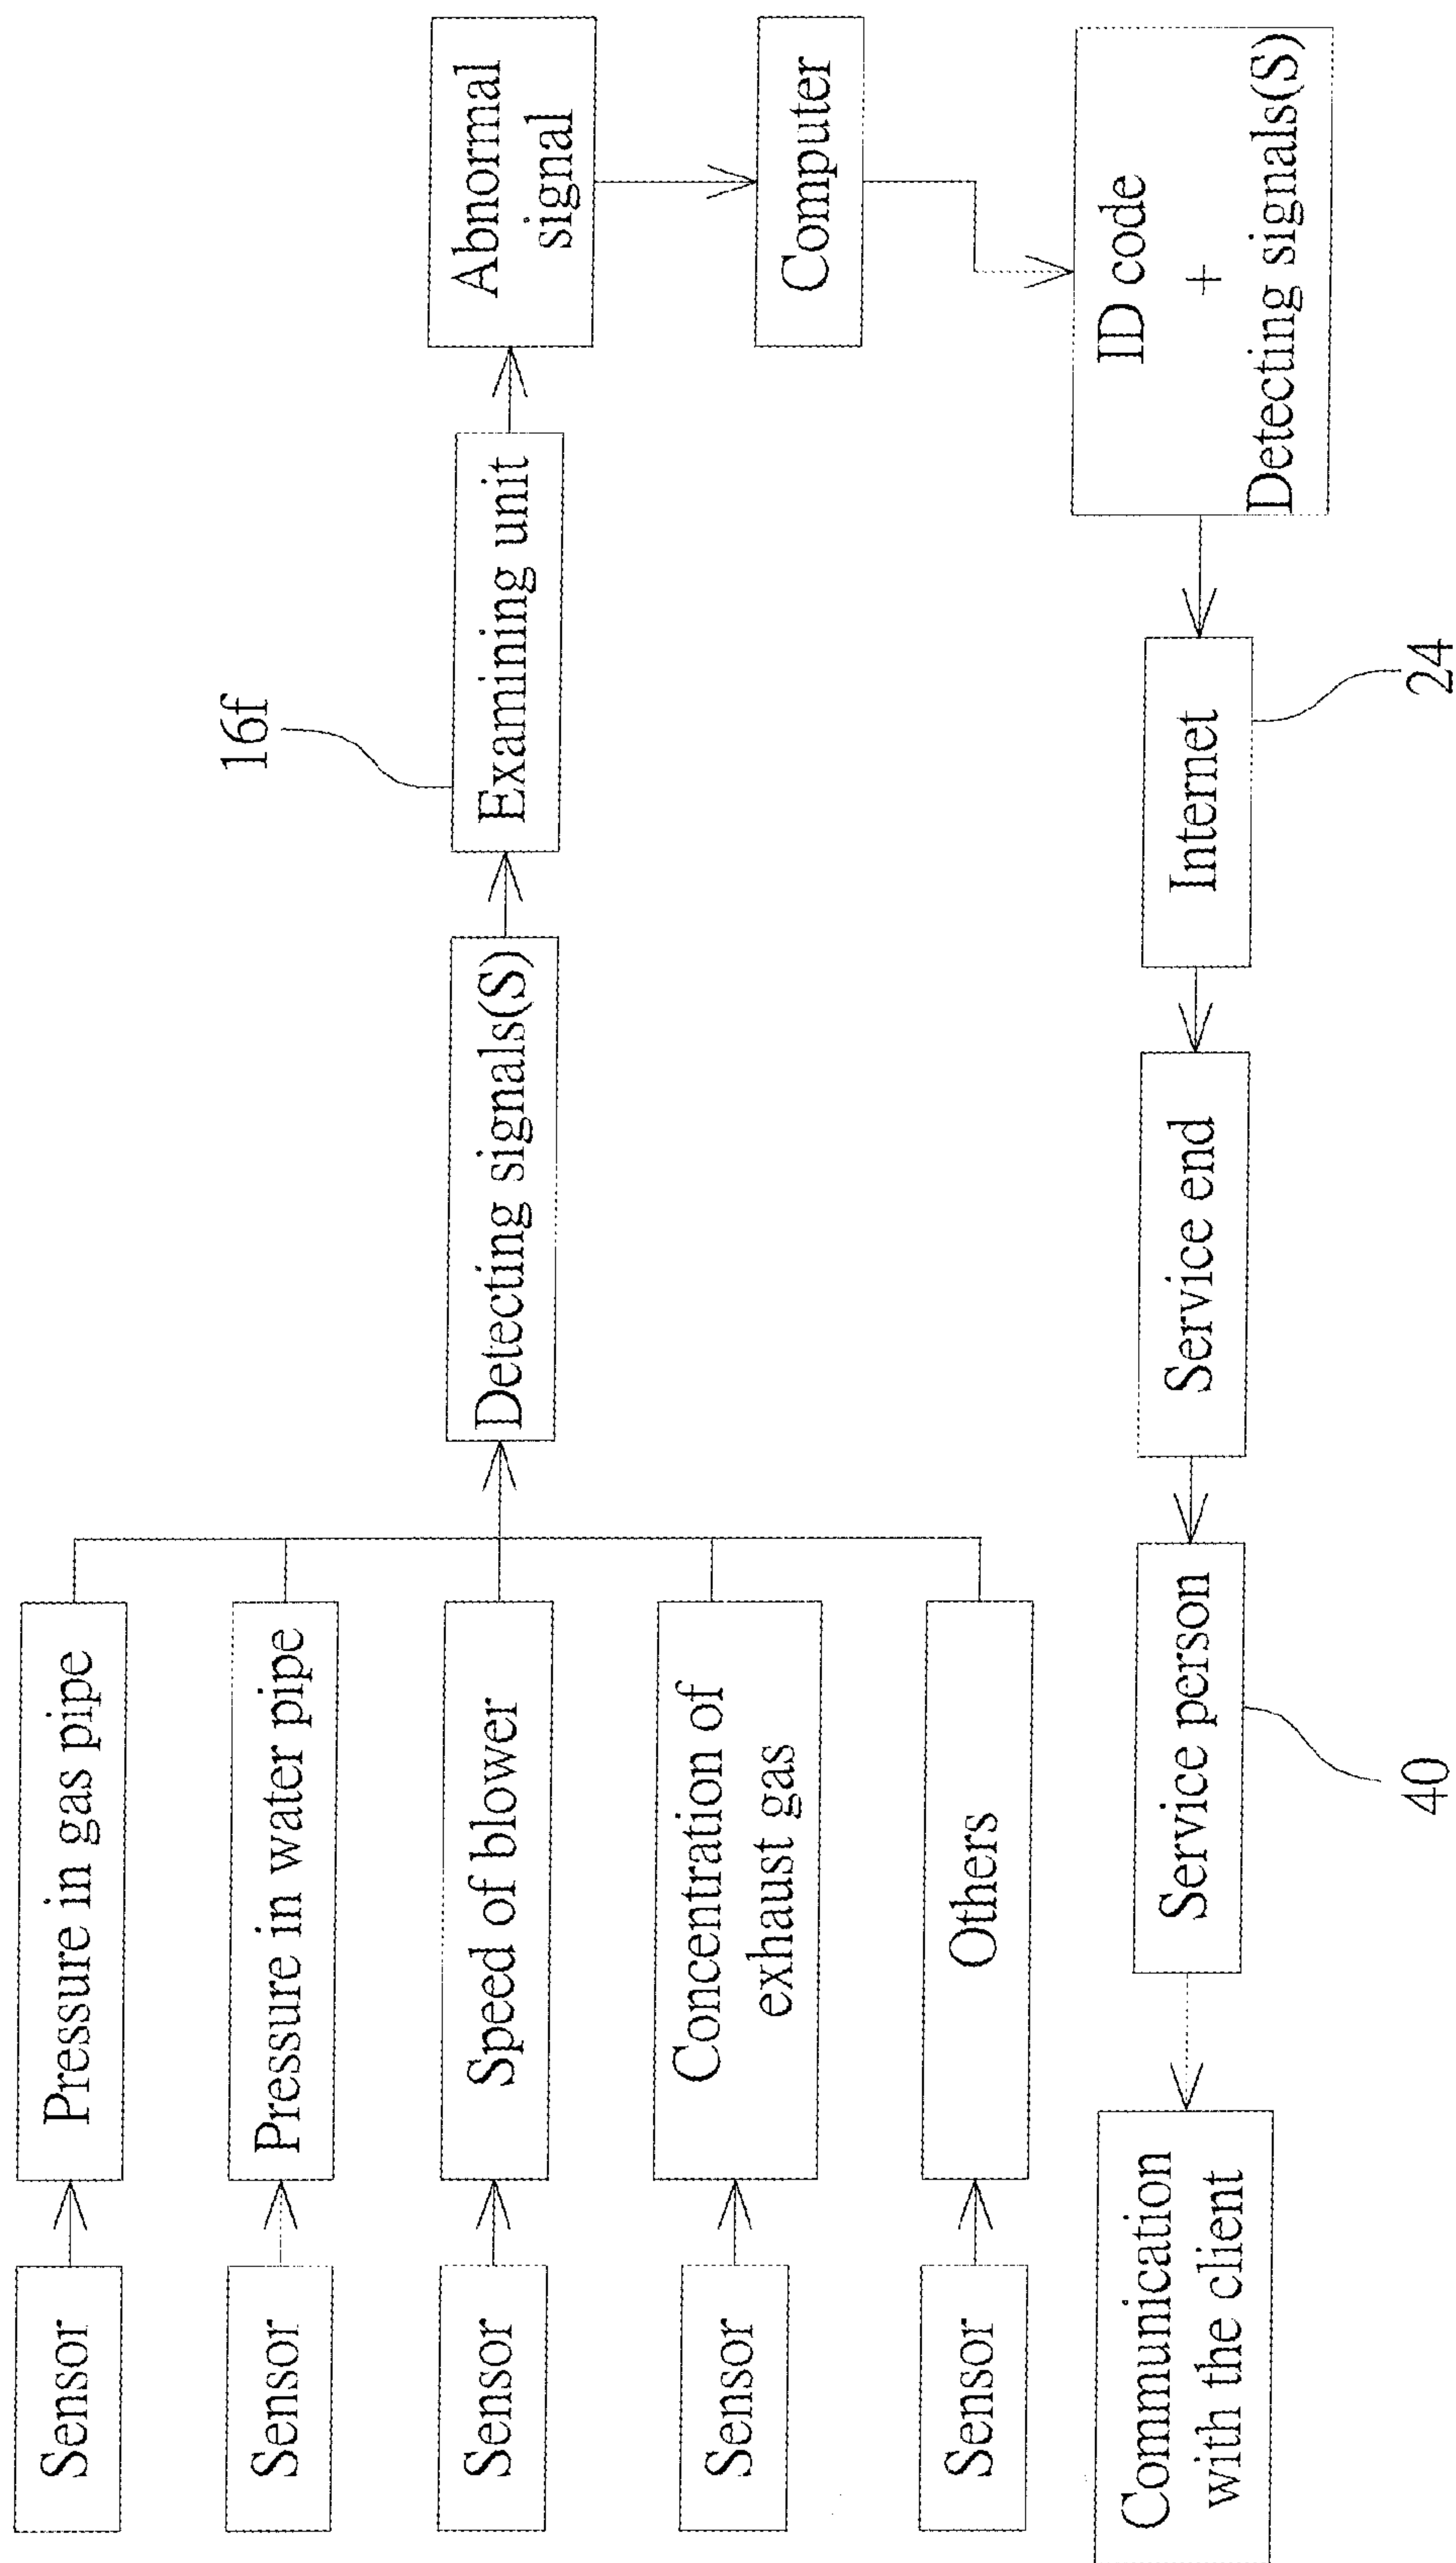 Sensor
Pressure in gas pipe
Sensor
Pressure in water pipe
Sensor
Speed of blower
Sensor
Concentration of
exhaust gas
Sensor
Others
Detecting signals(S)
16f
Examining unit
Abnormal
signal
Computer
ID code
+
Detecting signals(S)
Internet
24
Service end
Service person
40
Communication
with the client